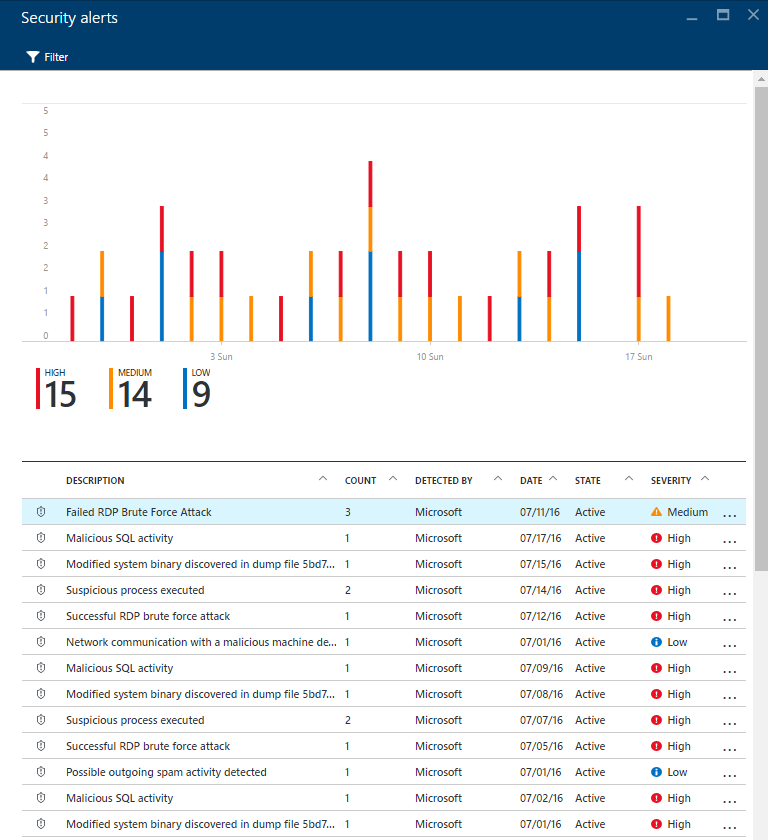 Security alerts
Filter
5
5
4
4
3
3
2
2
1
1
0
3 Sun 10 Sun 17 Sun
HIGH MEDIUM LOW
15 14 9
DESCRIPTION COUNT DETECTED BY DATE STATE SEVERITY
Failed RDP Brute Force Attack 3 Microsoft 07/11/16 Active Medium ...
Malicious SQL activity 1 Microsoft 07/17/16 Active High ...
Modified system binary discovered in dump file 5bd7... 1 Microsoft 07/15/16 Active High ...
Suspicious process executed 2 Microsoft 07/14/16 Active High ...
Successful RDP brute force attack 1 Microsoft 07/12/16 Active High ...
Network communication with a malicious machine de... 1 Microsoft 07/01/16 Active Low ...
Malicious SQL activity 1 Microsoft 07/09/16 Active High ...
Modified system binary discovered in dump file 5bd7... 1 Microsoft 07/08/16 Active High ...
Suspicious process executed 2 Microsoft 07/07/16 Active High ...
Successful RDP brute force attack 1 Microsoft 07/05/16 Active High ...
Possible outgoing spam activity detected 1 Microsoft 07/01/16 Active Low ...
Malicious SQL activity 1 Microsoft 07/02/16 Active High ...
Modified system binary discovered in dump file 5bd7... 1 Microsoft 07/01/16 Active High ...